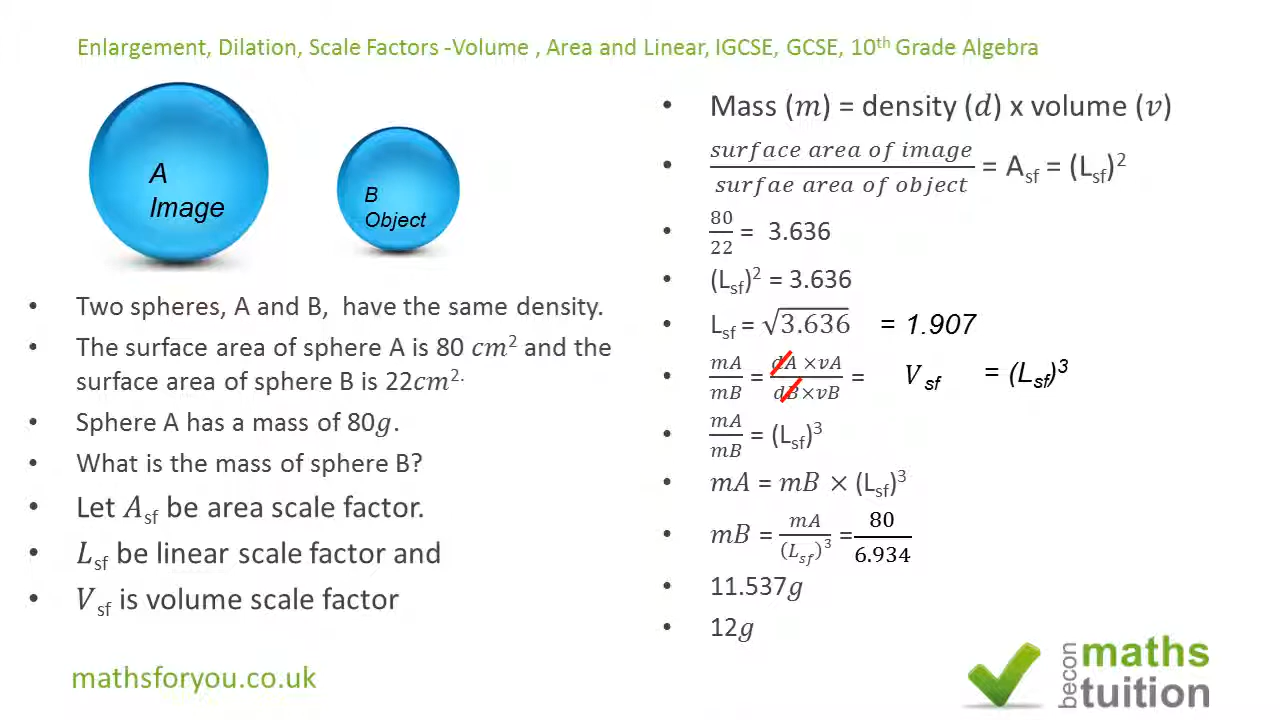 Enlargement, Dilation, Scale Factors -Volume , Area and Linear, IGCSE, GCSE, 10th Grade Algebra
A
Image
B
Object
• Two spheres, A and B, have the same density.
• The surface area of sphere A is 80 cm² and the
surface area of sphere B is 22cm².
• Sphere A has a mass of 80g.
• What is the mass of sphere B?
• Let Asf be area scale factor.
• Lsf be linear scale factor and
• Vsf is volume scale factor
mathsforyou.co.uk
• Mass (m) = density (d) x volume (v)
• surface area of image / surfae area of object = Asf = (Lsf)²
• 80/22 = 3.636
• (Lsf)² = 3.636
• Lsf = √3.636 = 1.907
• mA/mB = dA ×vA / dB×vB = Vsf = (Lsf)³
• mA/mB = (Lsf)³
• mA = mB × (Lsf)³
• mB = mA/(Lsf)³ = 80/6.934
• 11.537g
• 12g
becon
maths
tuition